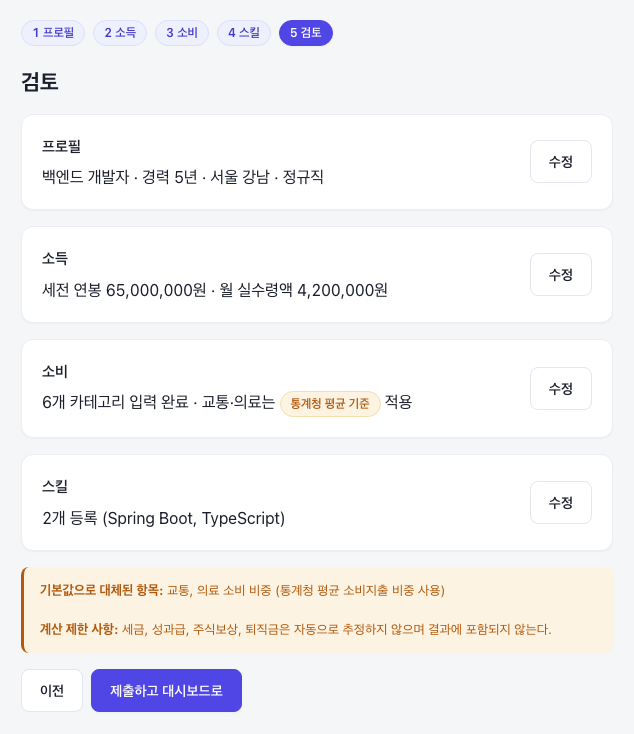 1 프로필 2 소득 3 소비 4 스킬 5 검토
검토
프로필
백엔드 개발자 · 경력 5년 · 서울 강남 · 정규직
수정
소득
세전 연봉 65,000,000원 · 월 실수령액 4,200,000원
수정
소비
6개 카테고리 입력 완료 · 교통·의료는 통계청 평균 기준 적용
수정
스킬
2개 등록 (Spring Boot, TypeScript)
수정
기본값으로 대체된 항목: 교통, 의료 소비 비중 (통계청 평균 소비지출 비중 사용)
계산 제한 사항: 세금, 성과급, 주식보상, 퇴직금은 자동으로 추정하지 않으며 결과에 포함되지 않는다.
이전 제출하고 대시보드로